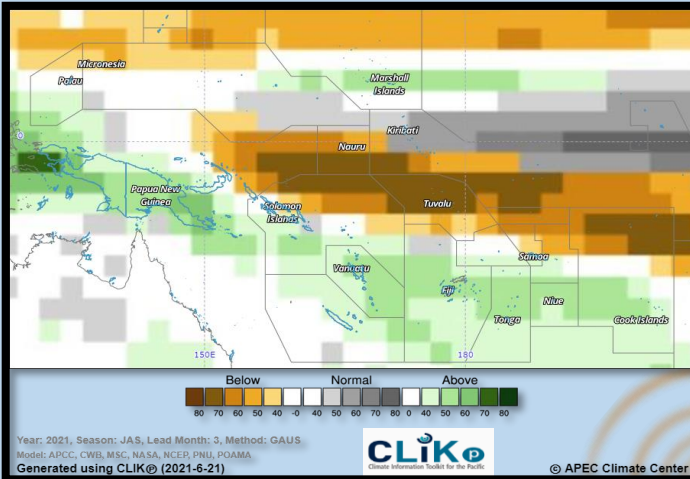 Micronesia
Palau
Marshall
Islands
Kiribati
Nauru
0
Papua New
Guinea
Solomon
Islands
Tuvalu
Vanuatu
Samoa
Fiji
Niue
Tonga
Cook Islands
150E
180
Below Normal Above
80 70 60 50 40 -0 40 50 60 70 80 0 40 50 60 70 80
Year: 2021, Season: JAS, Lead Month: 3, Method: GAUS
Model: APCC, CWB, MSC, NASA, NCEP, PNU, POAMA
Generated using CLIK℗ (2021-6-21)
CLIK℗
Climate Information Toolkit for the Pacific
© APEC Climate Center